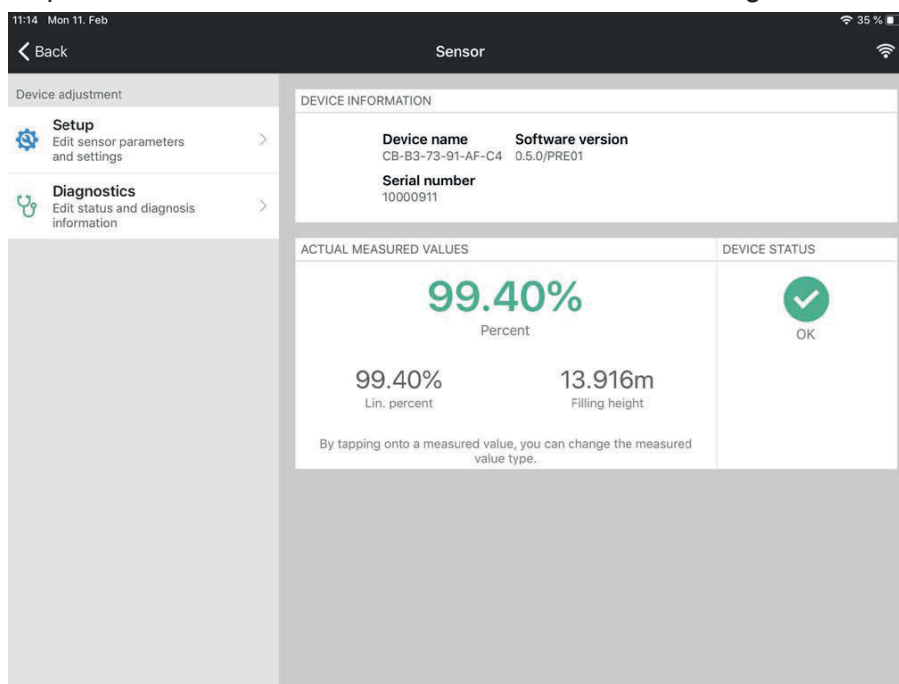 11:14 Mon 11. Feb
35 %
Back
Sensor
Device adjustment
Setup
Edit sensor parameters
and settings
Diagnostics
Edit status and diagnosis
information
DEVICE INFORMATION
Device name Software version
CB-B3-73-91-AF-C4 0.5.0/PRE01
Serial number
10000911
ACTUAL MEASURED VALUES
DEVICE STATUS
99.40%
Percent
OK
99.40% 13.916m
Lin. percent Filling height
By tapping onto a measured value, you can change the measured
value type.